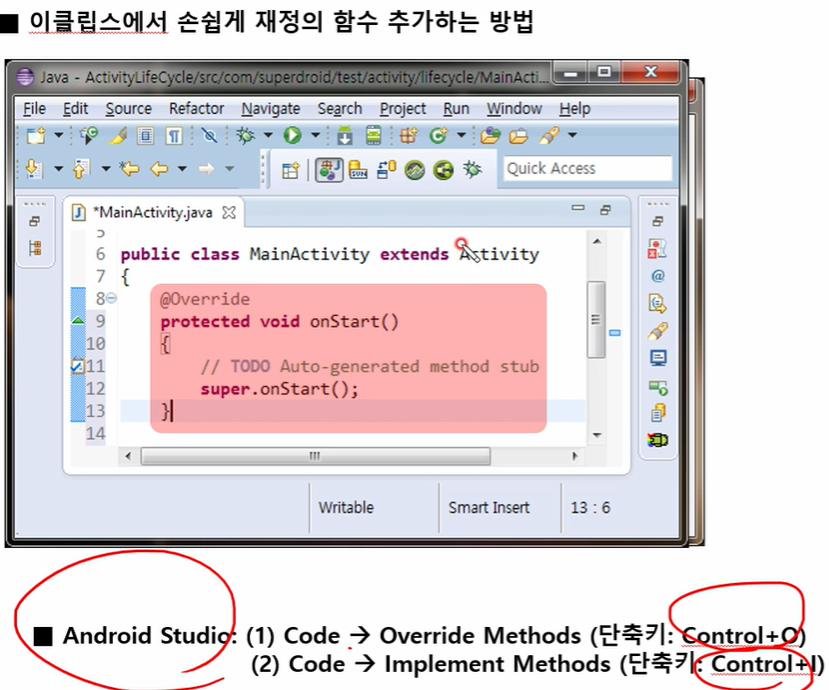 ■ 이클립스에서 손쉽게 재정의 함수 추가하는 방법
Java - ActivityLifeCycle/src/com/superdroid/test/activity/lifecycle/MainActi...
File Edit Source Refactor Navigate Search Project Run Window Help
Quick Access
*MainActivity.java
5
6 public class MainActivity extends Activity
7 {
8 @Override
9 protected void onStart()
10 {
11 // TODO Auto-generated method stub
12 super.onStart();
13 }
14
Writable Smart Insert 13 : 6
■ Android Studio: (1) Code → Override Methods (단축키: Control+O)
(2) Code → Implement Methods (단축키: Control+I)